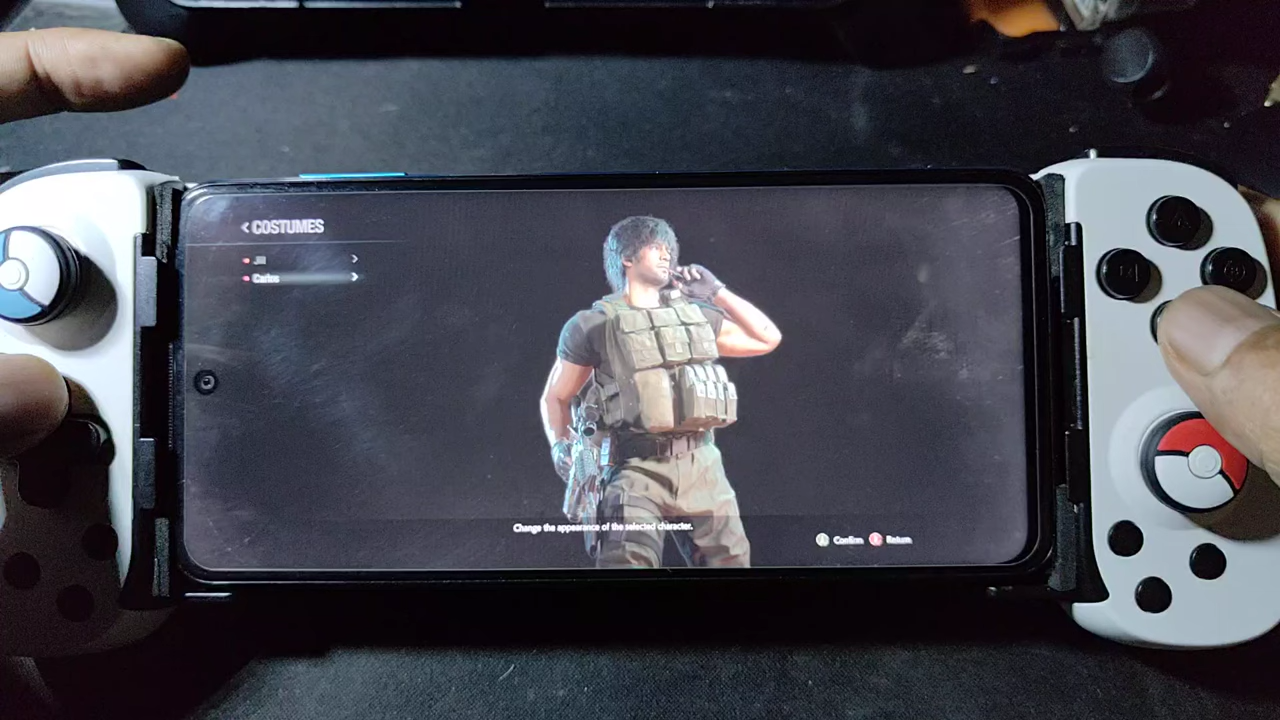 < COSTUMES
Jill >
Carlos >
Change the appearance of the selected character.
Confirm Return